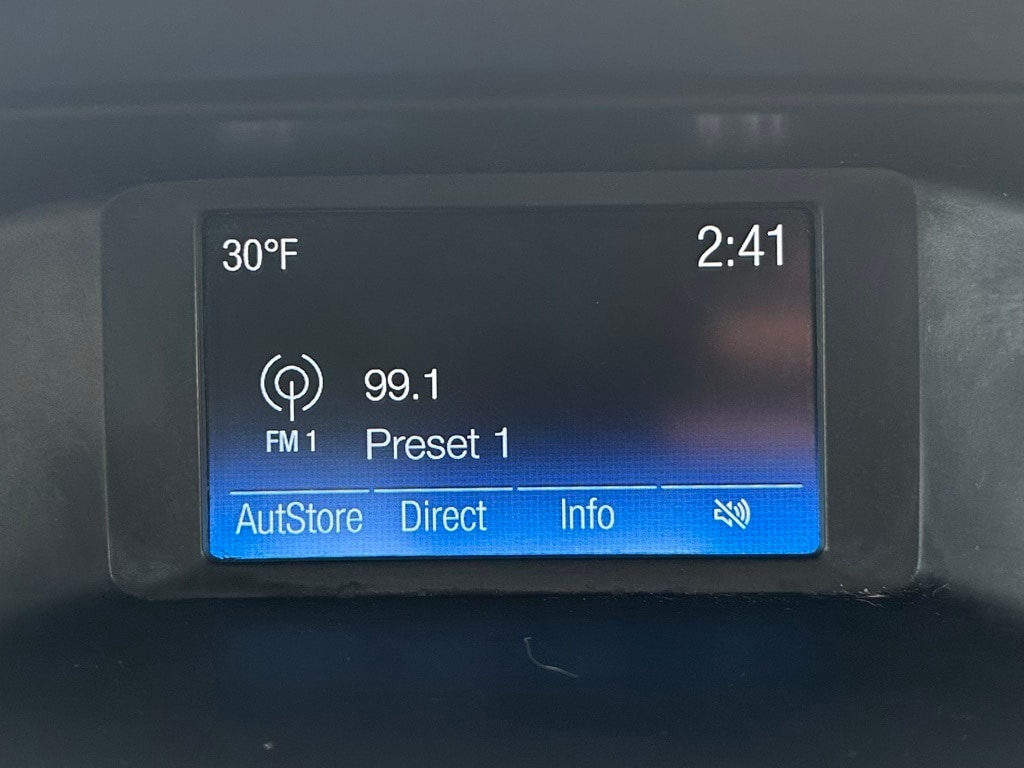 30°F 2:41
99.1
FM 1 Preset 1
AutStore Direct Info